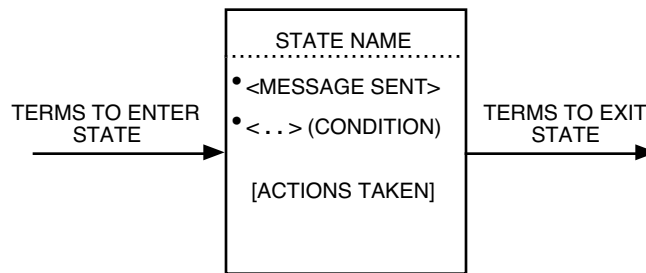 STATE NAME
• <MESSAGE SENT>
• <..> (CONDITION)
[ACTIONS TAKEN]
TERMS TO ENTER
STATE
TERMS TO EXIT
STATE